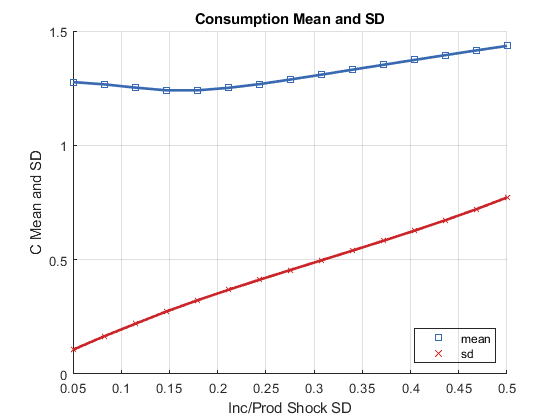 Consumption Mean and SD
1.5
1
0.5
0
C Mean and SD
0.05 0.1 0.15 0.2 0.25 0.3 0.35 0.4 0.45 0.5
Inc/Prod Shock SD
mean
sd